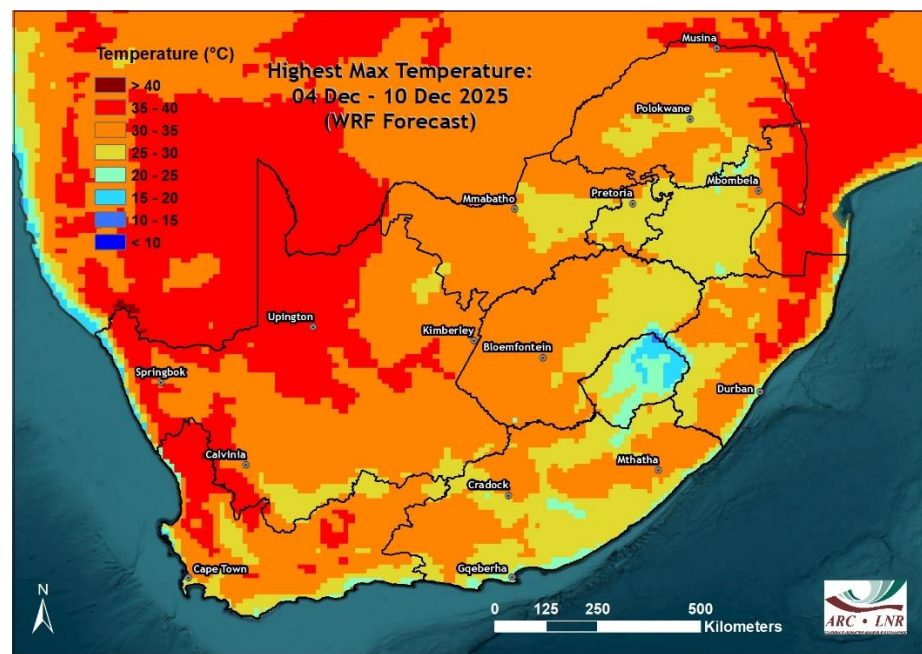 Temperature (°C)
> 40
35 - 40
30 - 35
25 - 30
20 - 25
15 - 20
10 - 15
< 10
Highest Max Temperature:
04 Dec - 10 Dec 2025
(WRF Forecast)
Musina
Polokwane
Mbombela
Pretoria
Mmabatho
Upington
Kimberley
Bloemfontein
Springbok
Durban
Calvinia
Mthatha
Cradock
Cape Town
Gqeberha
N
0 125 250 500
Kilometers
ARC • LNR